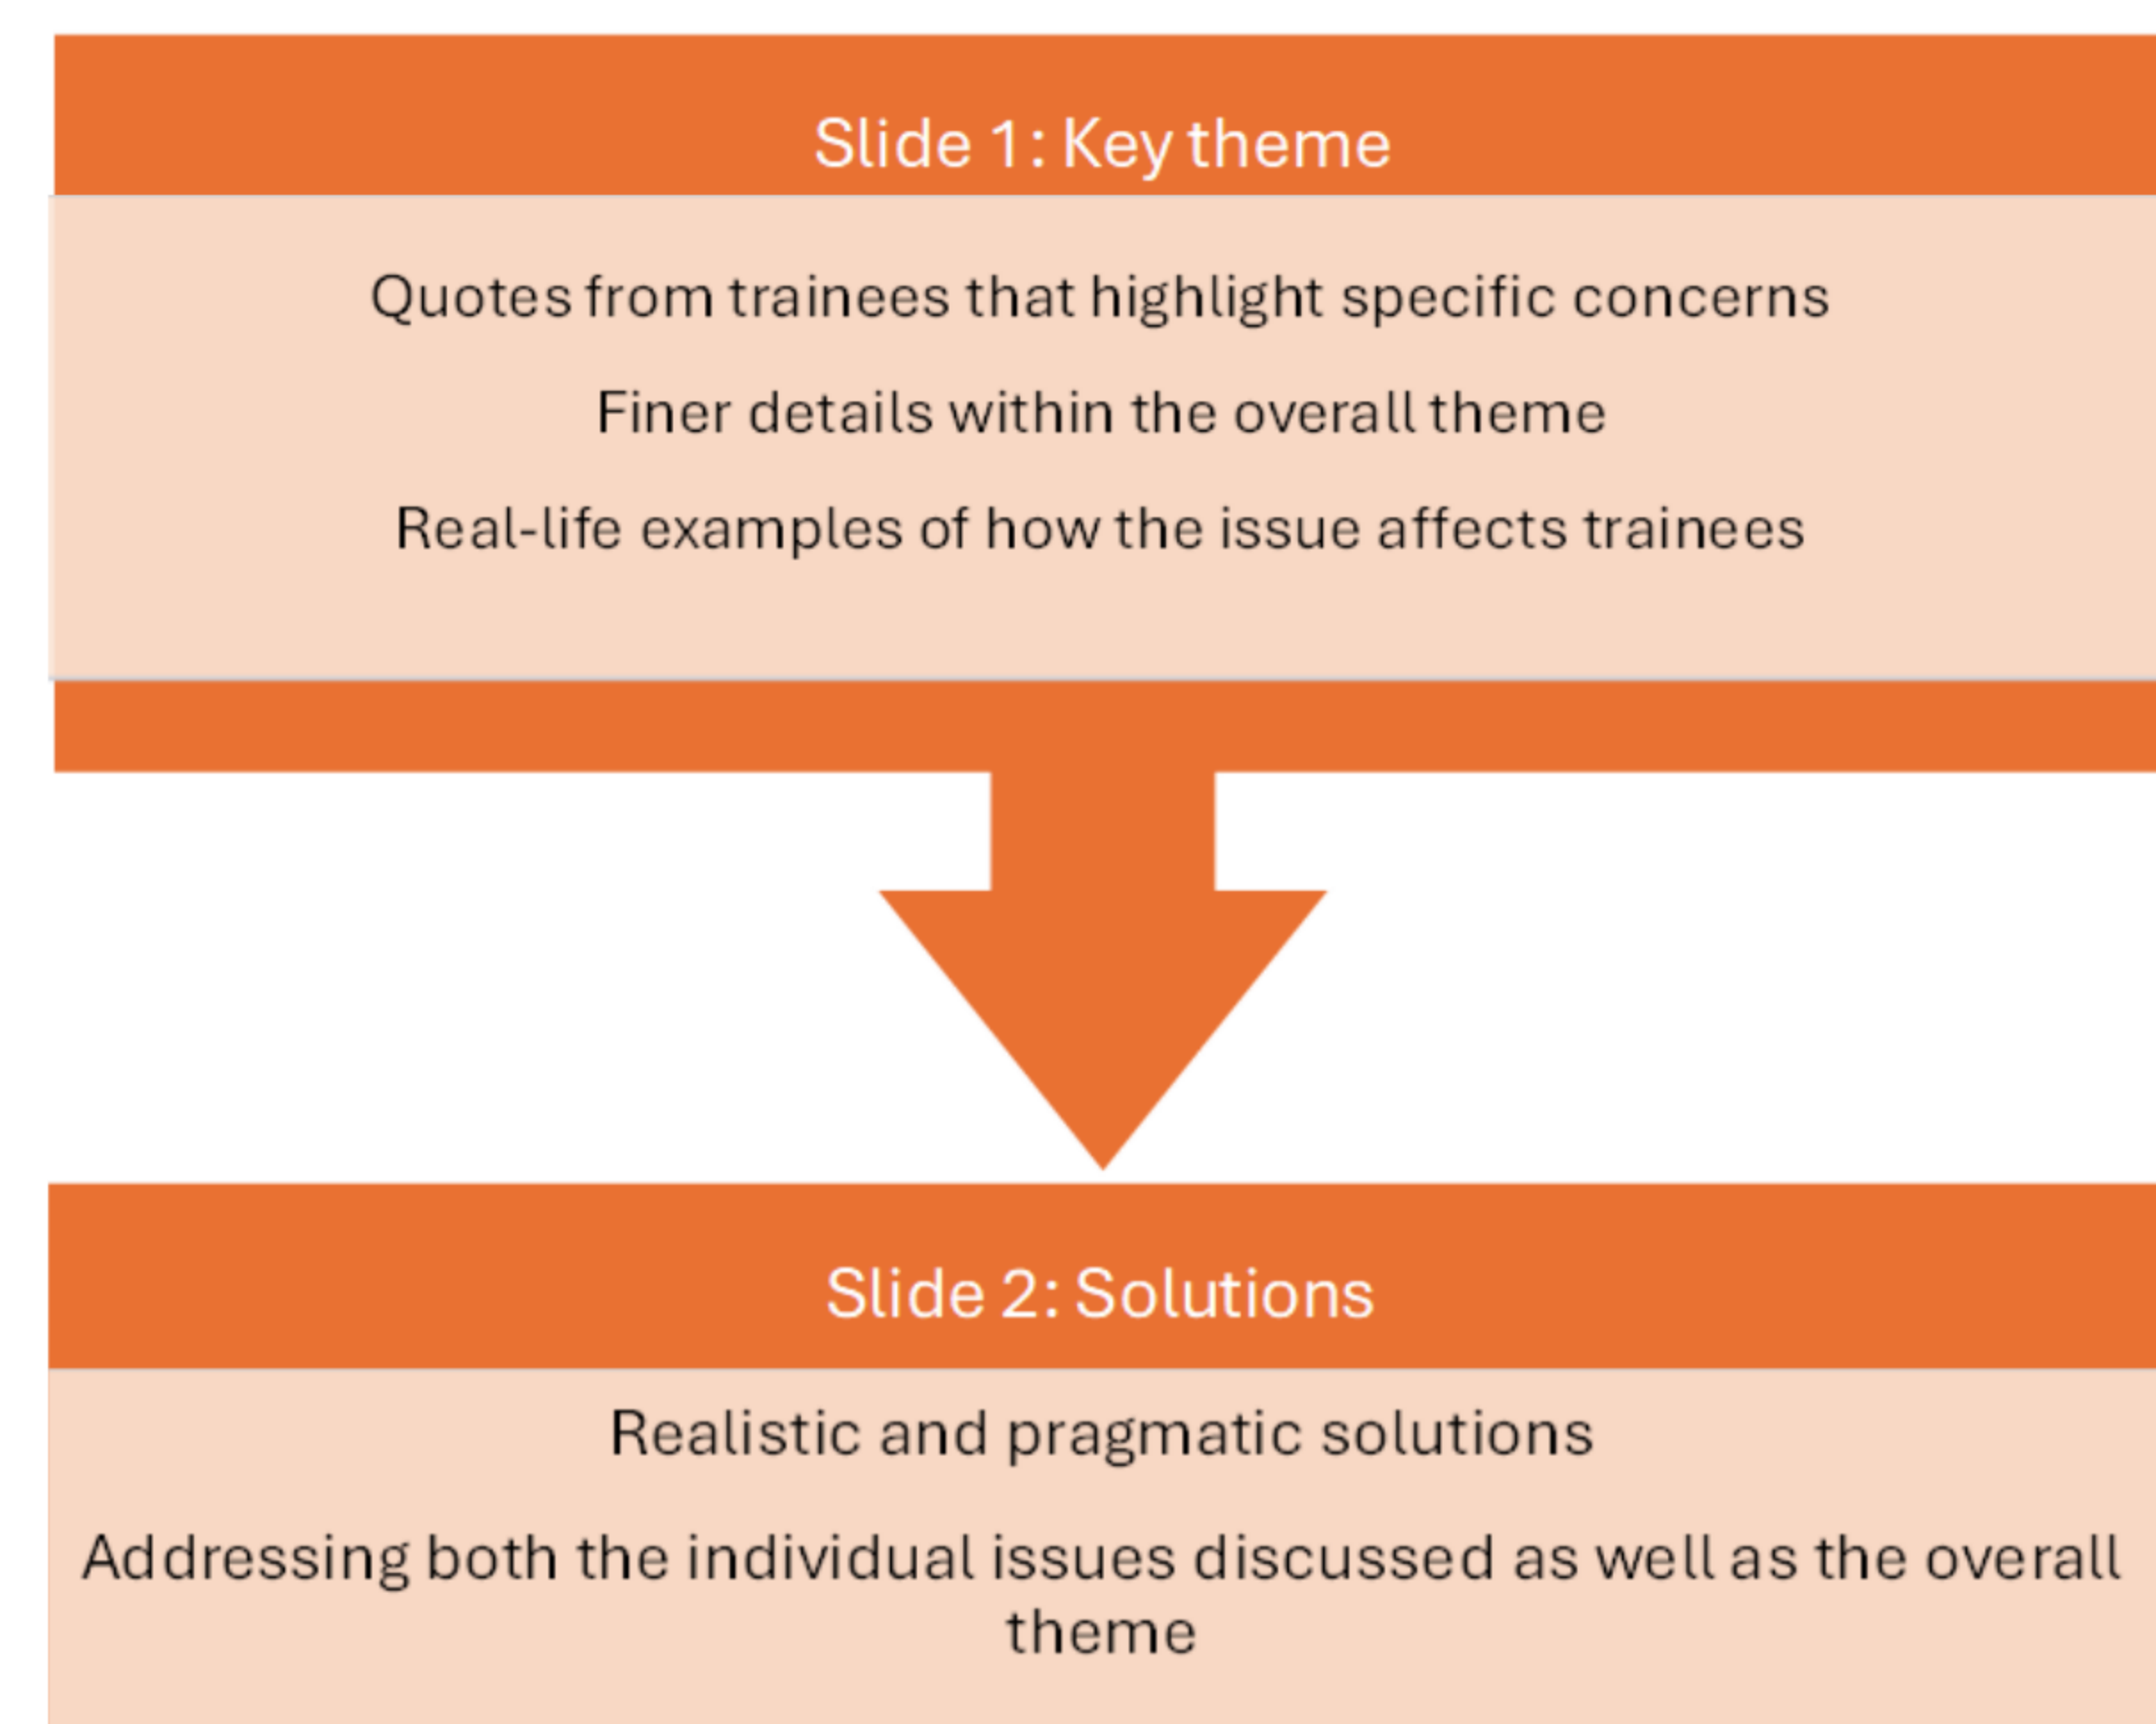 Slide 1: Key theme
Quotes from trainees that highlight specific concerns
Finer details within the overall theme
Real-life examples of how the issue affects trainees
Slide 2: Solutions
Realistic and pragmatic solutions
Addressing both the individual issues discussed as well as the overall
theme